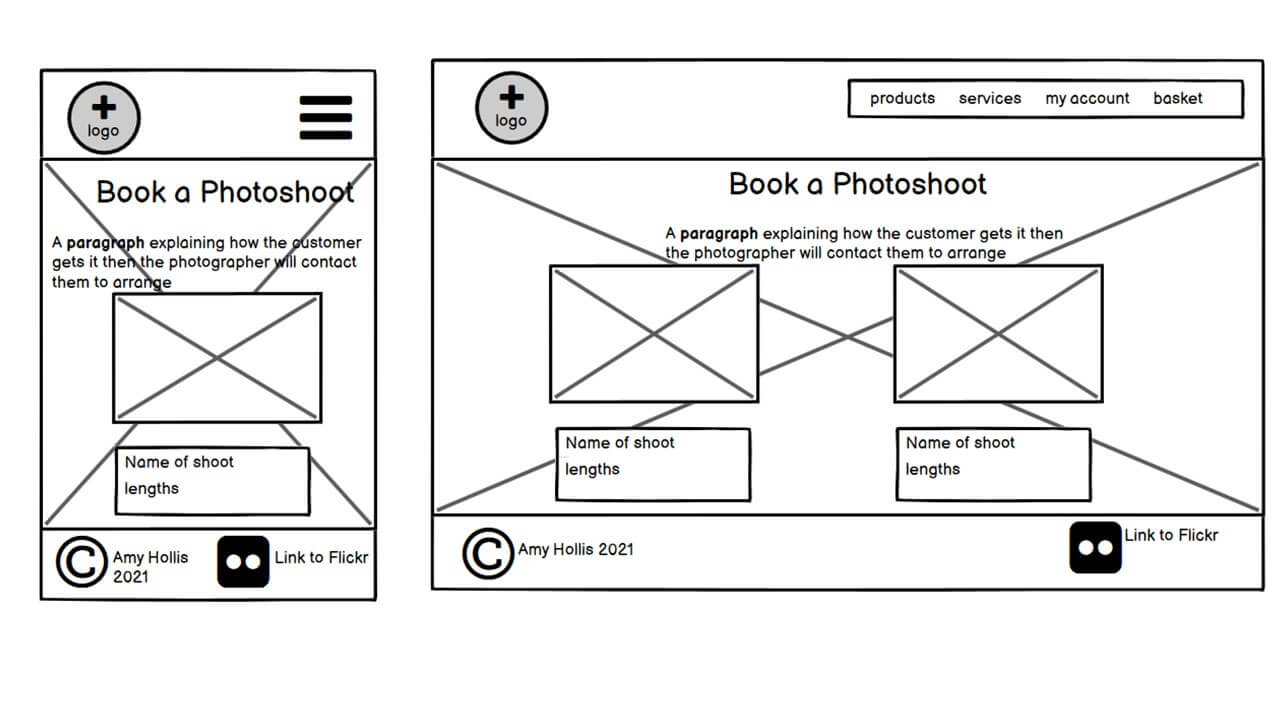 logo
Book a Photoshoot
A paragraph explaining how the customer
gets it then the photographer will contact
them to arrange
Name of shoot
lengths
Amy Hollis
2021
Link to Flickr
logo
products services my account basket
Book a Photoshoot
A paragraph explaining how the customer gets it then
the photographer will contact them to arrange
Name of shoot
lengths
Name of shoot
lengths
Amy Hollis 2021
Link to Flickr